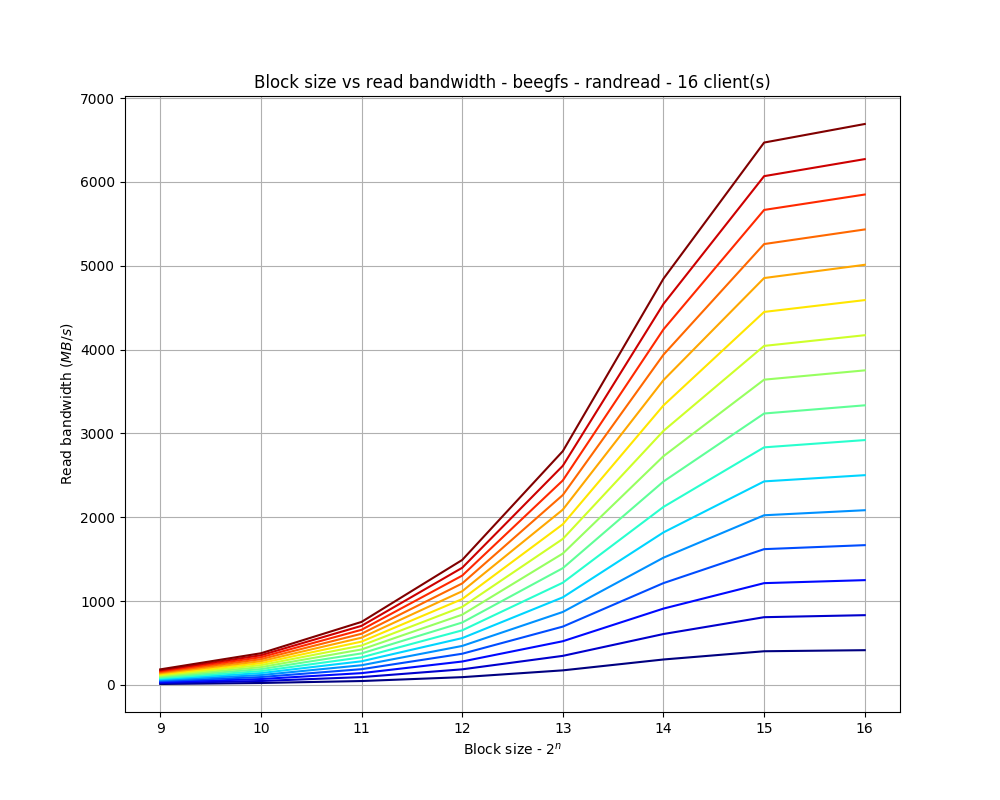 Block size vs read bandwidth - beegfs - randread - 16 client(s)
7000
6000
5000
4000
3000
2000
1000
0
Read bandwidth (MB/s)
9 10 11 12 13 14 15 16
Block size - 2ⁿ